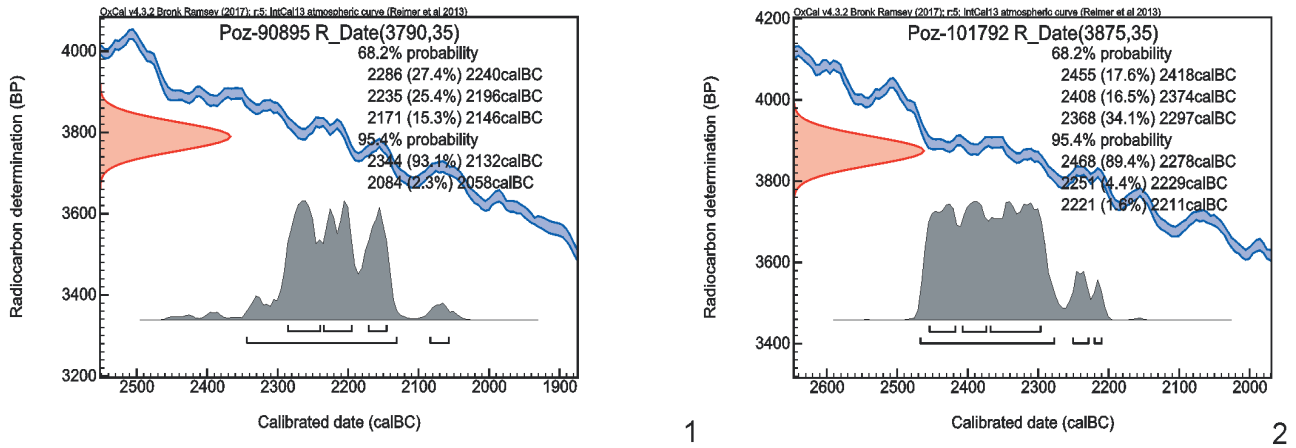 OxCal v4.3.2 Bronk Ramsey (2017); r:5; IntCal13 atmospheric curve (Reimer et al 2013)
Poz-90895 R_Date(3790,35)
68.2% probability
2286 (27.4%) 2240calBC
2235 (25.4%) 2196calBC
2171 (15.3%) 2146calBC
95.4% probability
2344 (93.1%) 2132calBC
2084 (2.3%) 2058calBC
4000
3800
3600
3400
3200
Radiocarbon determination (BP)
2500 2400 2300 2200 2100 2000 1900
Calibrated date (calBC)
1
OxCal v4.3.2 Bronk Ramsey (2017); r:5; IntCal13 atmospheric curve (Reimer et al 2013)
Poz-101792 R_Date(3875,35)
68.2% probability
2455 (17.6%) 2418calBC
2408 (16.5%) 2374calBC
2368 (34.1%) 2297calBC
95.4% probability
2468 (89.4%) 2278calBC
2251 (4.4%) 2229calBC
2221 (1.6%) 2211calBC
4200
4000
3800
3600
3400
Radiocarbon determination (BP)
2600 2500 2400 2300 2200 2100 2000
Calibrated date (calBC)
2